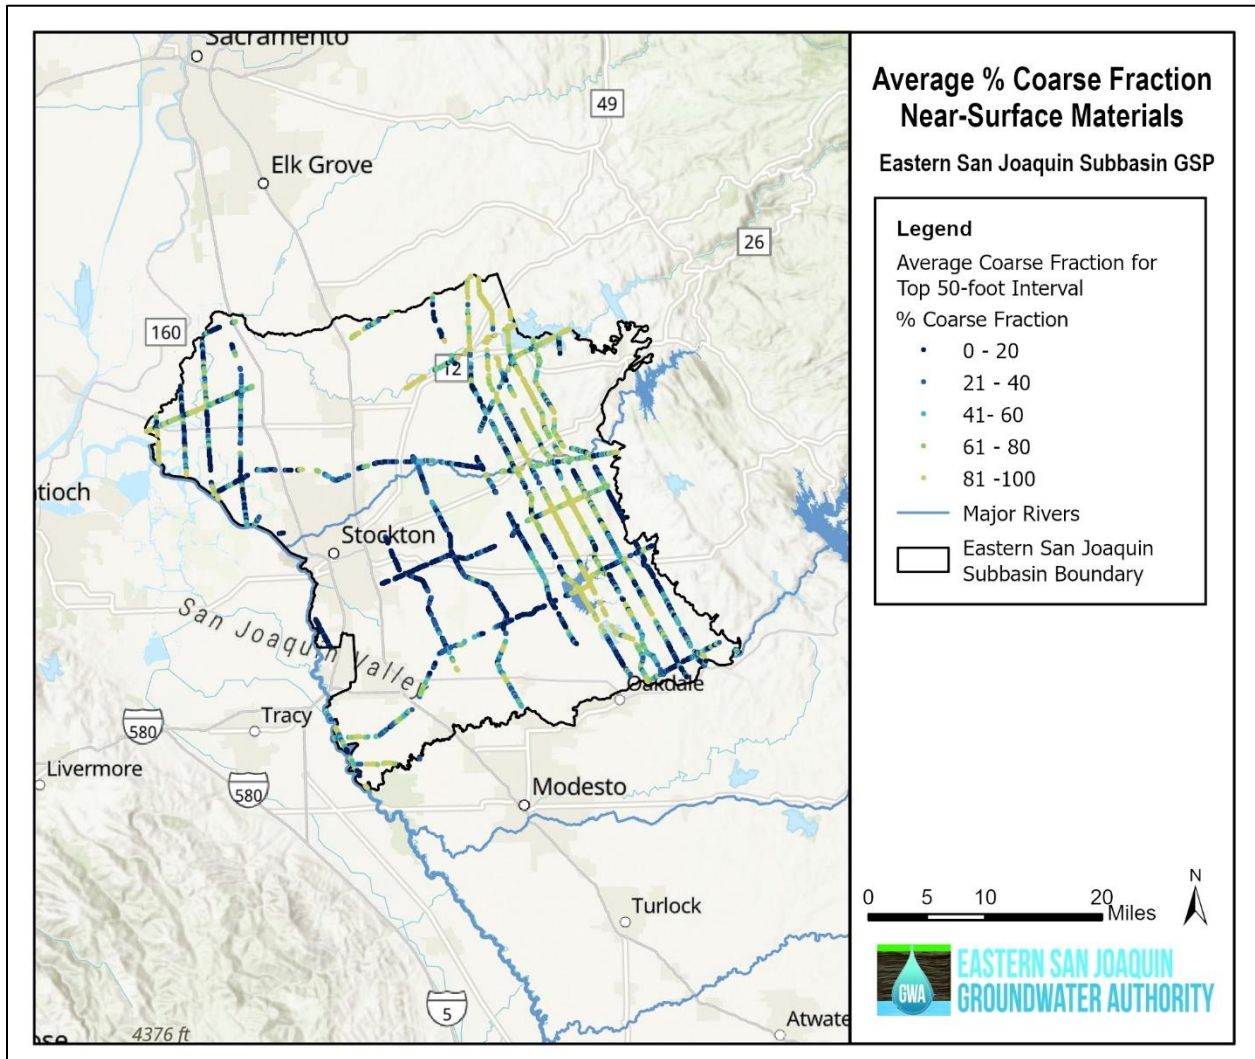 Sacramento
49
Elk Grove
26
160
12
ntioch
Stockton
San Joaquin Valley
Oakdale
Tracy
580
Livermore
580
Modesto
Turlock
5
Atwate
4376 ft
ose
Average % Coarse Fraction
Near-Surface Materials
Eastern San Joaquin Subbasin GSP
Legend
Average Coarse Fraction for
Top 50-foot Interval
% Coarse Fraction
0 - 20
21 - 40
41- 60
61 - 80
81 -100
Major Rivers
Eastern San Joaquin
Subbasin Boundary
N
0 5 10 20
Miles
GWA
EASTERN SAN JOAQUIN
GROUNDWATER AUTHORITY